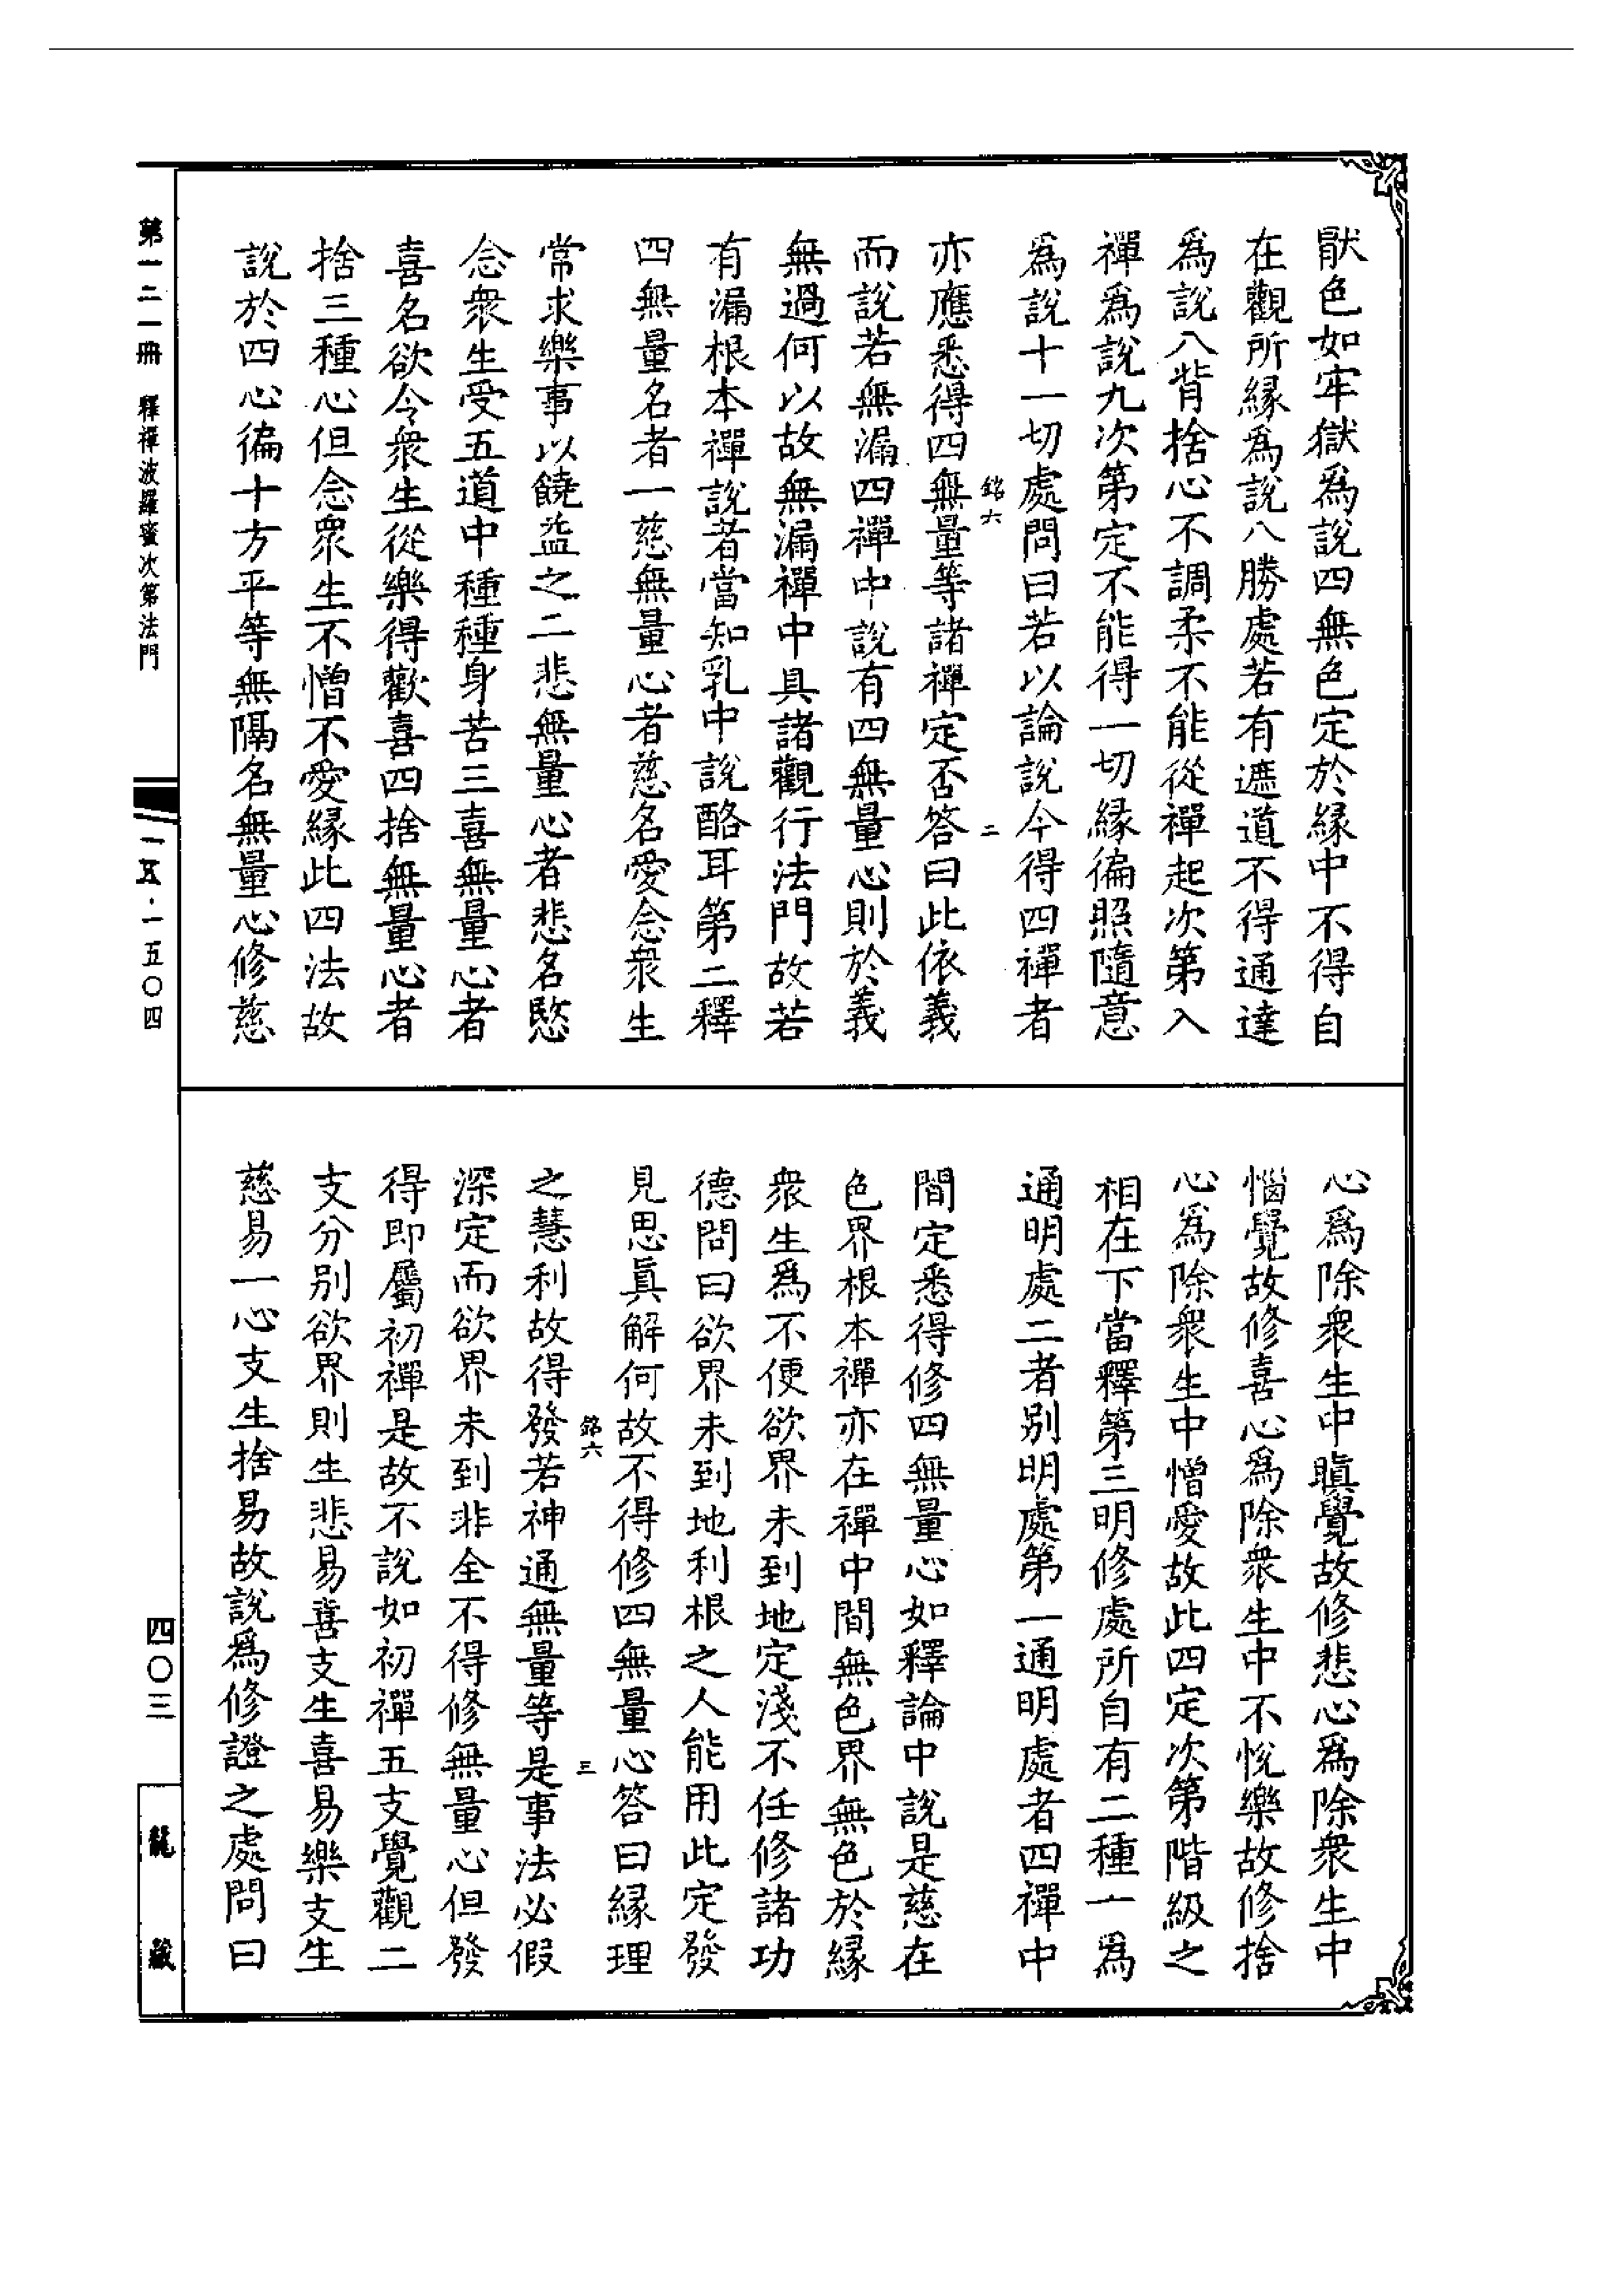 猒色如牢獄爲說四無色定於緣中不得自
在觀所緣爲說八勝處若有遮道不得通達
爲說八背捨心不調柔不能從禪起次第入
禪爲說九次第定不能得一切緣徧照隨意
爲說十一切處問曰若以論說今得四禪者
銘六 二
亦應悉得四無量等諸禪定否答曰此依義
而說若無漏四禪中說有四無量心則於義
無過何以故無漏禪中具諸觀行法門故若
有漏根本禪說者當知乳中說酪耳第二釋
四無量名者一慈無量心者慈名愛念衆生
常求樂事以饒益之二悲無量心者悲名愍
念衆生受五道中種種身苦三喜無量心者
喜名欲令衆生從樂得歡喜四捨無量心者
捨三種心但念衆生不憎不愛緣此四法故
說於四心徧十方平等無隔名無量心修慈
心爲除衆生中瞋覺故修悲心爲除衆生中
惱覺故修喜心爲除衆生中不悅樂故修捨
心爲除衆生中憎愛故此四定次第階級之
相在下當釋第三明修處所自有二種一爲
通明處二者別明處第一通明處者四禪中
間定悉得修四無量心如釋論中說是慈在
色界根本禪亦在禪中間無色界無色於緣
衆生爲不便欲界未到地定淺不任修諸功
德問曰欲界未到地利根之人能用此定發
見思眞解何故不得修四無量心答曰緣理
銘六 三
之慧利故得發若神通無量等是事法必假
深定而欲界未到非全不得修無量心但發
得即屬初禪是故不說如初禪五支覺觀二
支分別欲界則生悲易喜支生喜易樂支生
慈易一心支生捨易故說爲修證之處問曰
第一二一冊 釋禪波羅蜜次第法門
一五·一五〇四
四〇三
龍藏